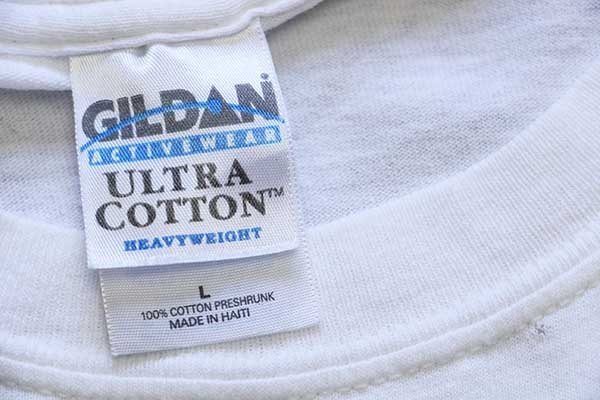 GILDAN®
ACTIVEWEAR
ULTRA
COTTON™
HEAVYWEIGHT
L
100% COTTON PRESHRUNK
MADE IN HAITI